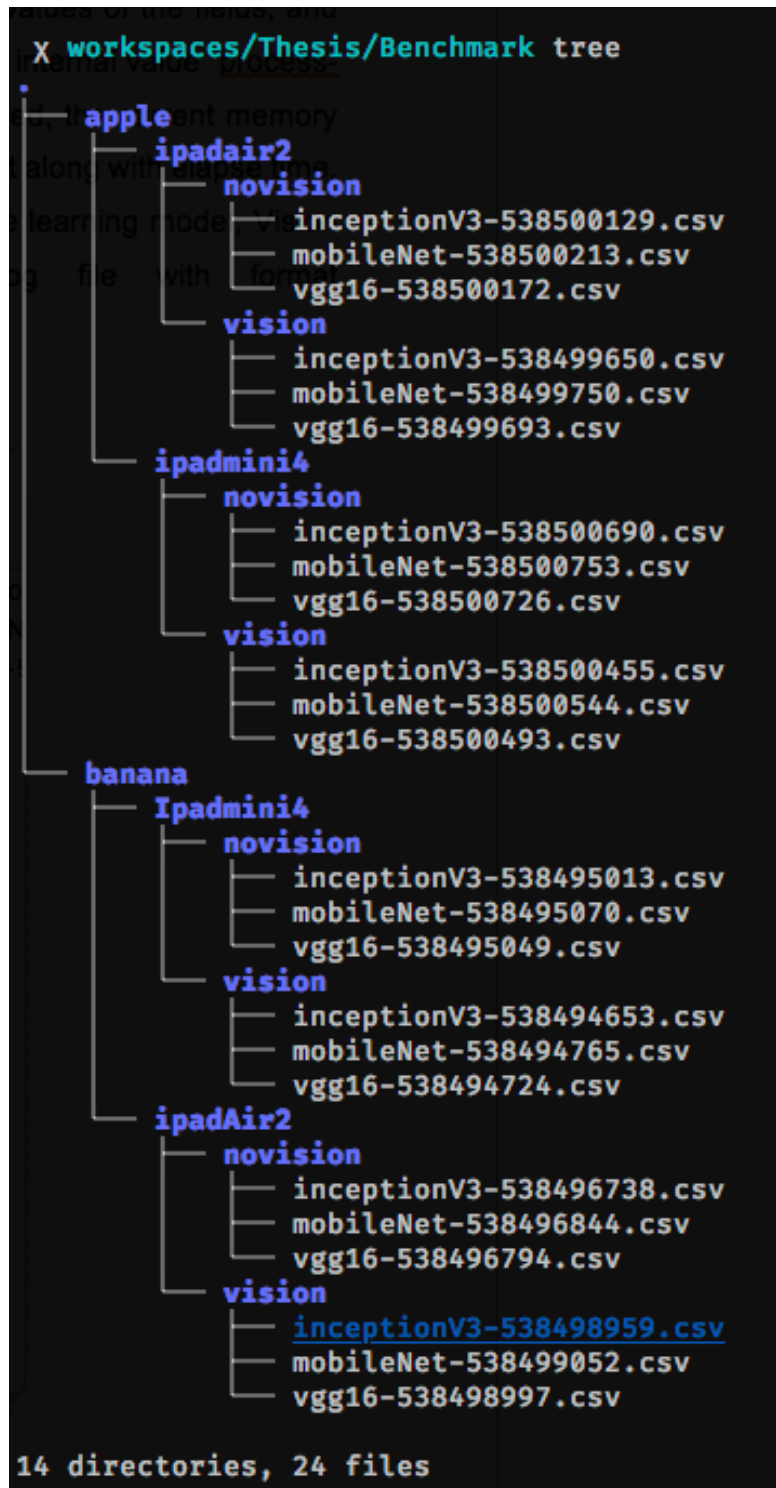 x workspaces/Thesis/Benchmark tree
.
├── apple
│   ├── ipadair2
│   │   ├── novision
│   │   │   ├── inceptionV3-538500129.csv
│   │   │   ├── mobileNet-538500213.csv
│   │   │   └── vgg16-538500172.csv
│   │   └── vision
│   │       ├── inceptionV3-538499650.csv
│   │       ├── mobileNet-538499750.csv
│   │       └── vgg16-538499693.csv
│   └── ipadmini4
│       ├── novision
│       │   ├── inceptionV3-538500690.csv
│       │   ├── mobileNet-538500753.csv
│       │   └── vgg16-538500726.csv
│       └── vision
│           ├── inceptionV3-538500455.csv
│           ├── mobileNet-538500544.csv
│           └── vgg16-538500493.csv
└── banana
    ├── Ipadmini4
    │   ├── novision
    │   │   ├── inceptionV3-538495013.csv
    │   │   ├── mobileNet-538495070.csv
    │   │   └── vgg16-538495049.csv
    │   └── vision
    │       ├── inceptionV3-538494653.csv
    │       ├── mobileNet-538494765.csv
    │       └── vgg16-538494724.csv
    └── ipadAir2
        ├── novision
        │   ├── inceptionV3-538496738.csv
        │   ├── mobileNet-538496844.csv
        │   └── vgg16-538496794.csv
        └── vision
            ├── inceptionV3-538498959.csv
            ├── mobileNet-538499052.csv
            └── vgg16-538498997.csv
14 directories, 24 files